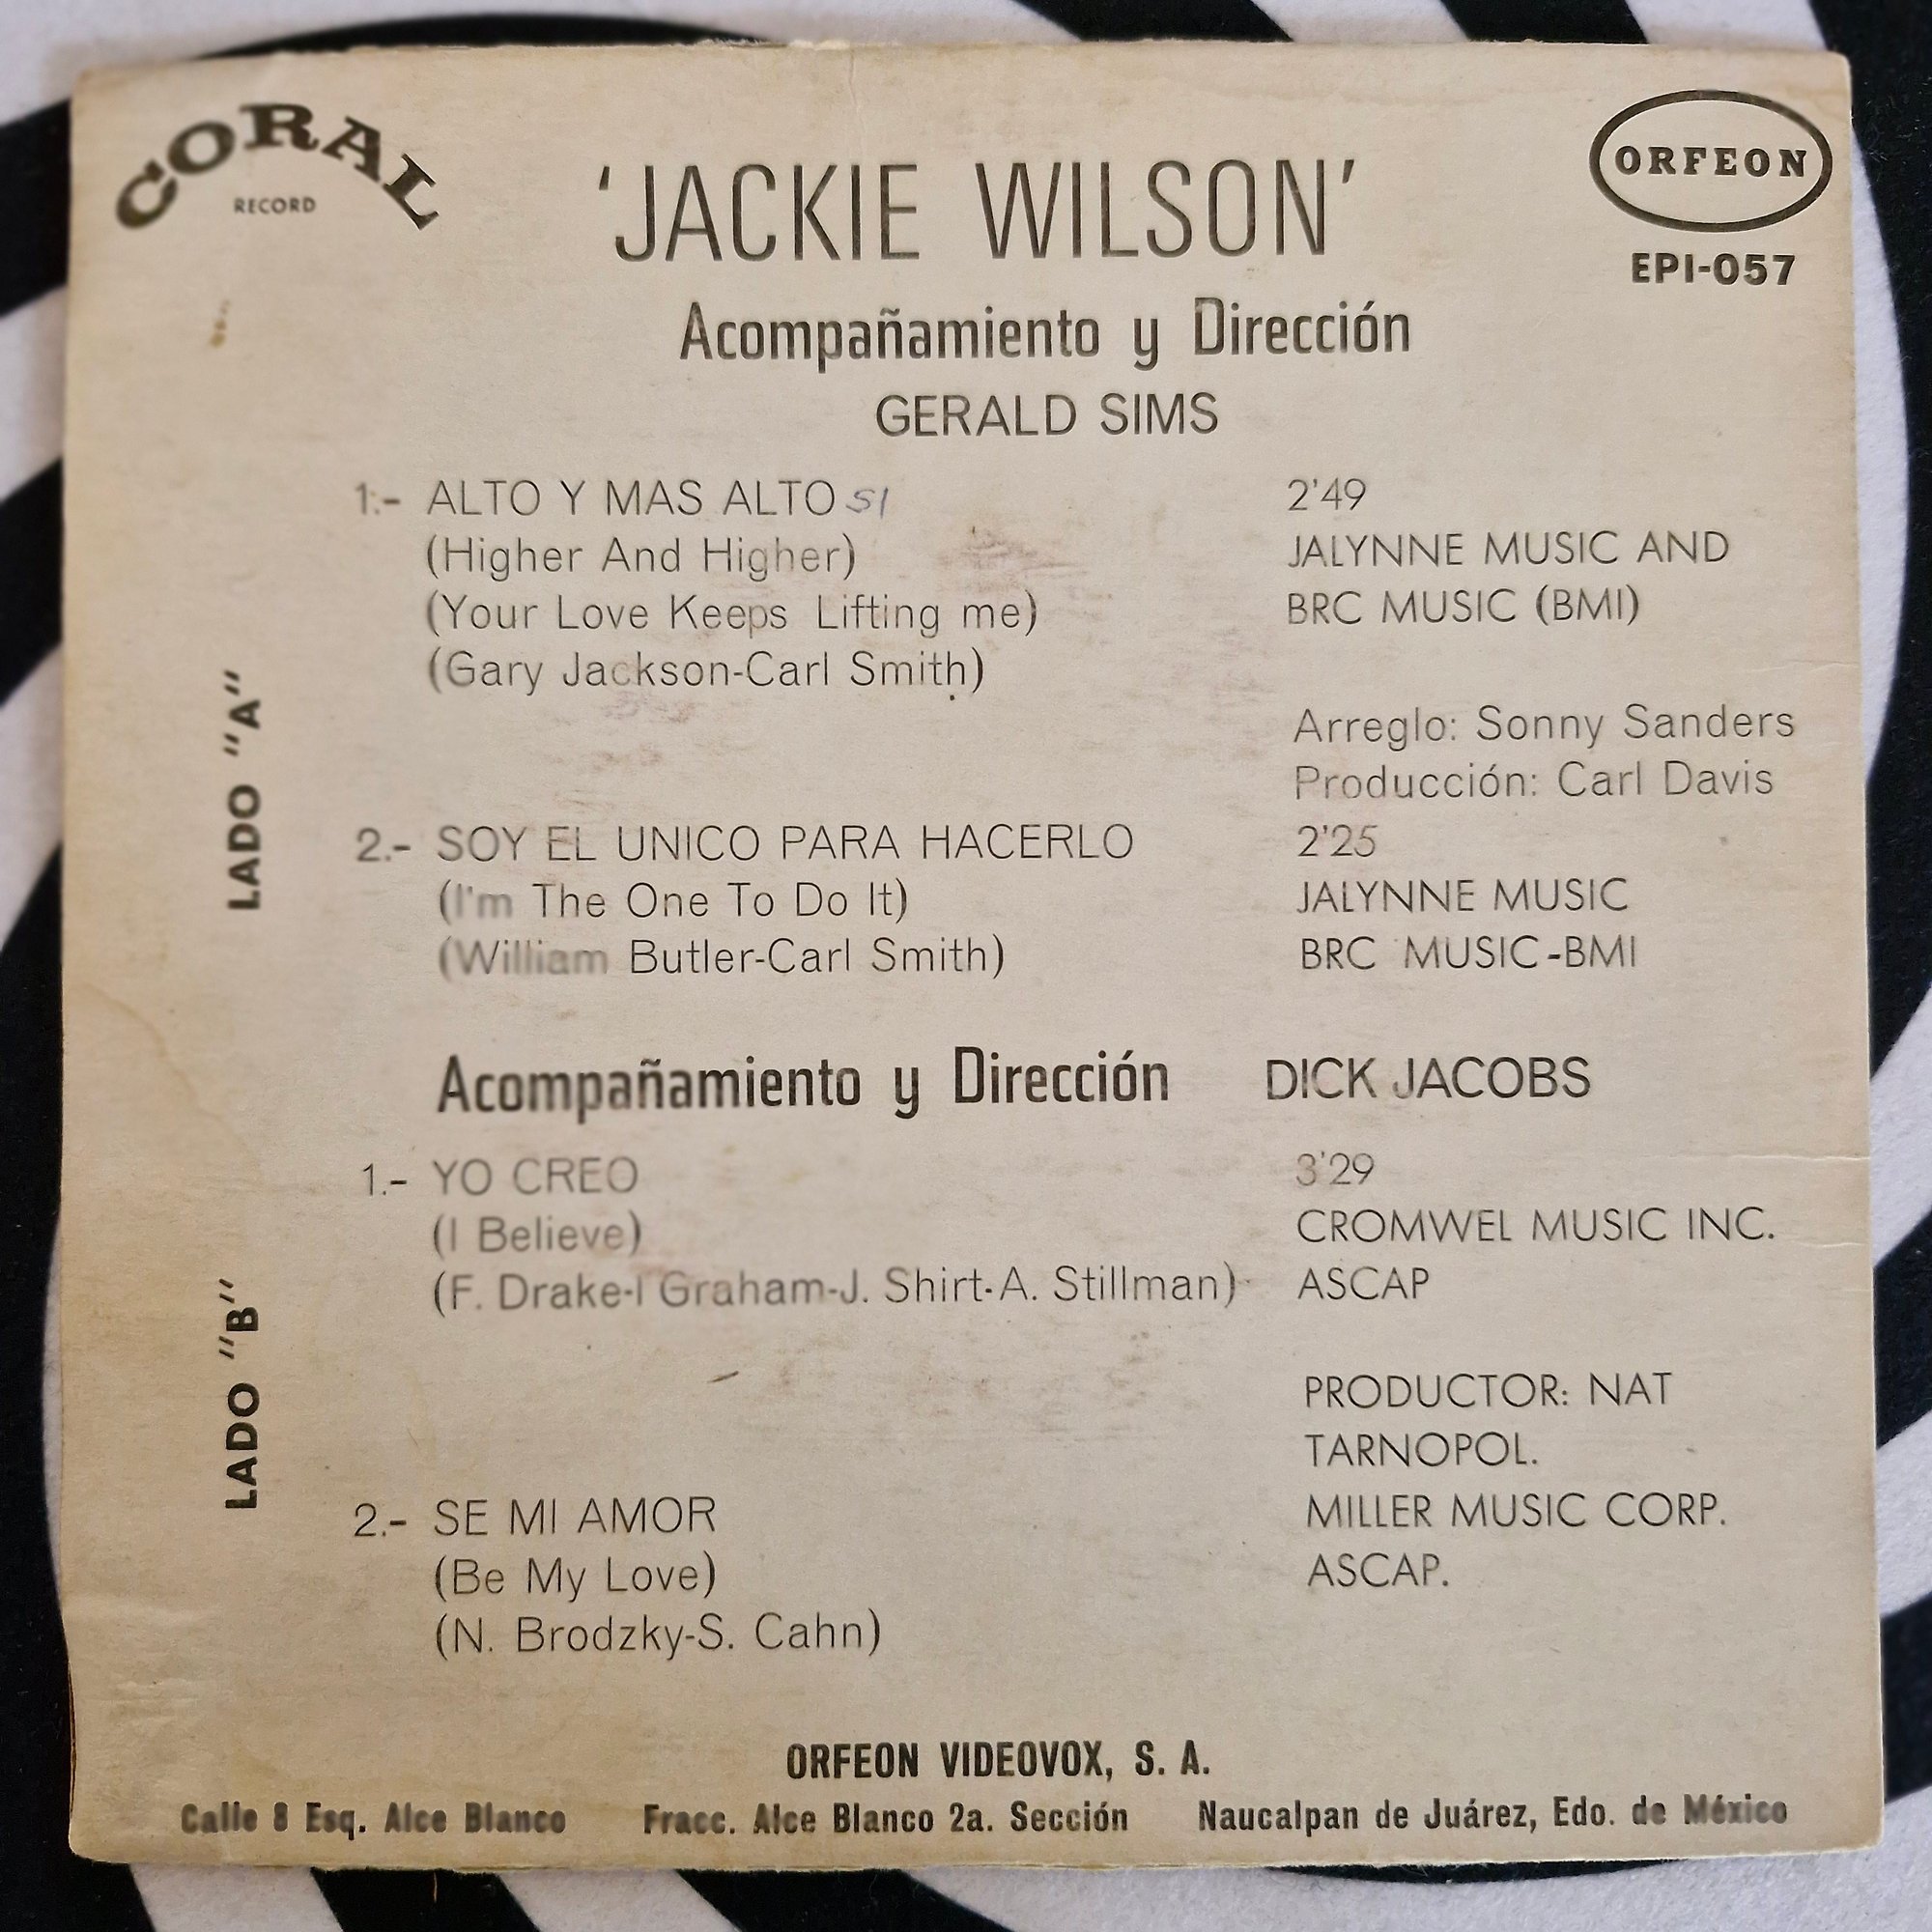 CORAL
RECORD
'JACKIE WILSON'
ORFEON
EPI-057
Acompañamiento y Dirección
GERALD SIMS
LADO "A"
1.- ALTO Y MAS ALTO SI
(Higher And Higher)
(Your Love Keeps Lifting me)
(Gary Jackson-Carl Smith)
2'49
JALYNNE MUSIC AND
BRC MUSIC (BMI)
Arreglo: Sonny Sanders
Producción: Carl Davis
2.- SOY EL UNICO PARA HACERLO
(I'm The One To Do It)
(William Butler-Carl Smith)
2'25
JALYNNE MUSIC
BRC MUSIC-BMI
Acompañamiento y Dirección DICK JACOBS
LADO "B"
1.- YO CREO
(I Believe)
(F. Drake-I Graham-J. Shirt-A. Stillman)
3'29
CROMWEL MUSIC INC.
ASCAP
PRODUCTOR: NAT
TARNOPOL.
2.- SE MI AMOR
(Be My Love)
(N. Brodzky-S. Cahn)
MILLER MUSIC CORP.
ASCAP.
ORFEON VIDEOVOX, S. A.
Calle 8 Esq. Alce Blanco Fracc. Alce Blanco 2a. Sección Naucalpan de Juárez, Edo. de México